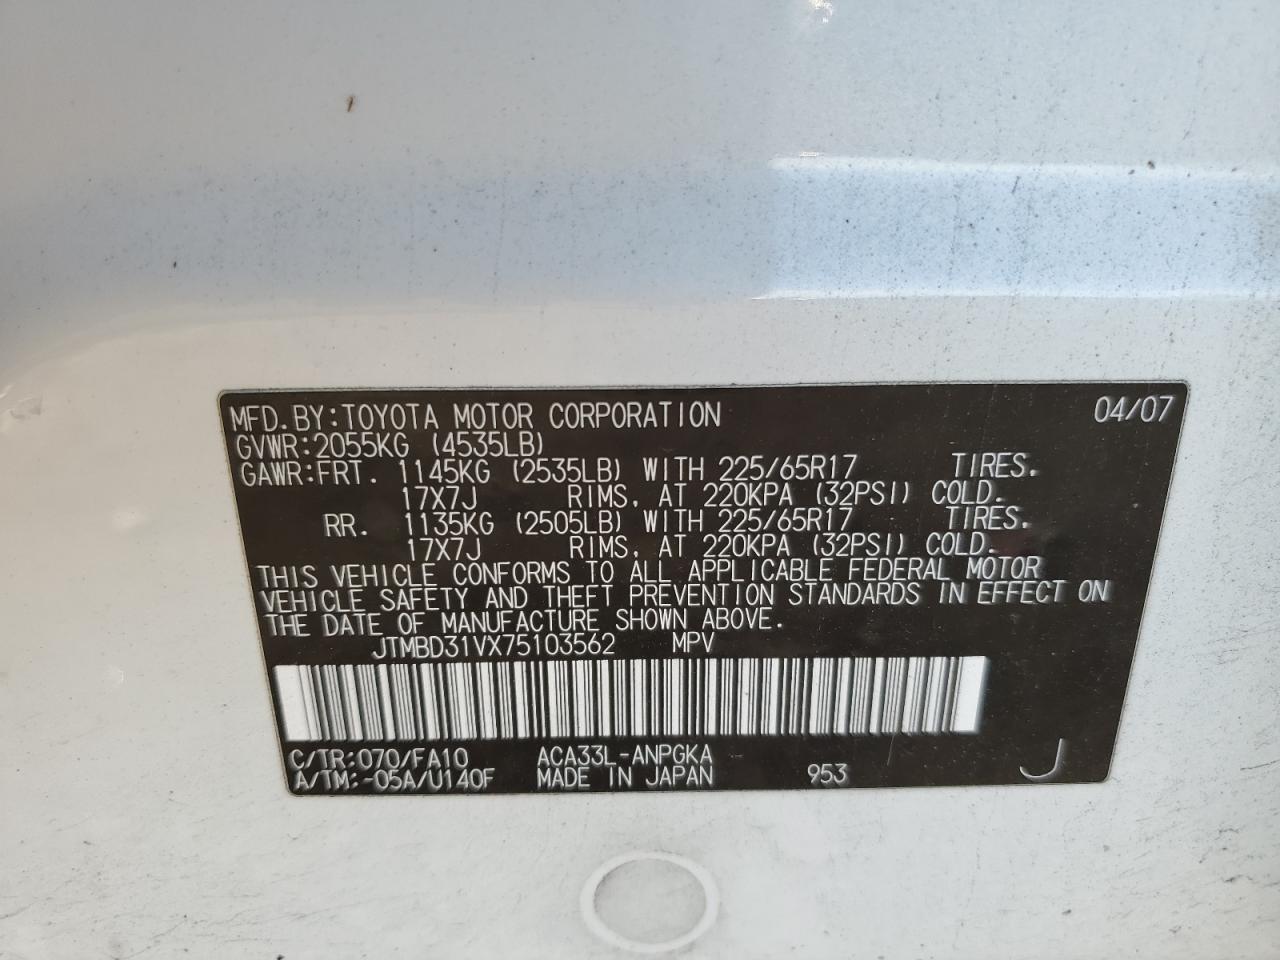 MFD. BY: TOYOTA MOTOR CORPORATION 04/07
GVWR: 2055KG (4535LB)
GAWR: FRT. 1145KG (2535LB) WITH 225/65R17 TIRES.
17X7J RIMS, AT 220KPA (32PSI) COLD.
RR. 1135KG (2505LB) WITH 225/65R17 TIRES.
17X7J RIMS, AT 220KPA (32PSI) COLD.
THIS VEHICLE CONFORMS TO ALL APPLICABLE FEDERAL MOTOR
VEHICLE SAFETY AND THEFT PREVENTION STANDARDS IN EFFECT ON
THE DATE OF MANUFACTURE SHOWN ABOVE.
JTMBD31VX75103562 MPV
C/TR: 070/FA10 ACA33L-ANPGKA
A/TM: -05A/U140F MADE IN JAPAN 953 J